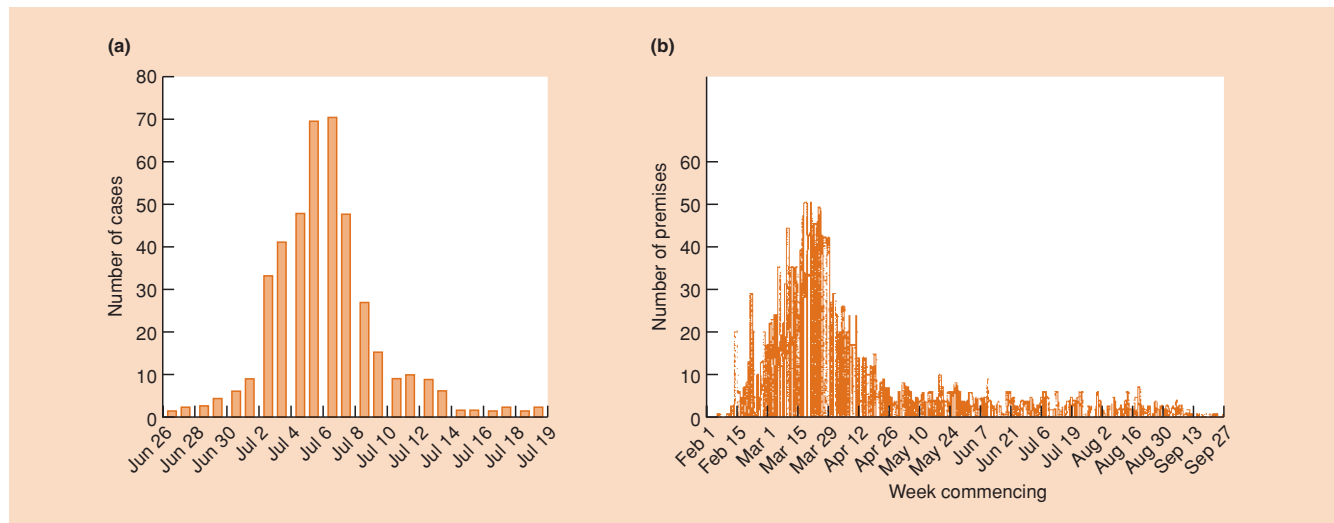 (a)
Number of cases
80
70
60
50
40
30
20
10
0
Jun 26
Jun 28
Jun 30
Jul 2
Jul 4
Jul 6
Jul 8
Jul 10
Jul 12
Jul 14
Jul 16
Jul 18
Jul 19
(b)
Number of premises
60
50
40
30
20
10
0
Feb 1
Feb 15
Mar 1
Mar 15
Mar 29
Apr 12
Apr 26
May 10
May 24
Jun 7
Jun 21
Jul 6
Jul 19
Aug 2
Aug 16
Aug 30
Sep 13
Sep 27
Week commencing